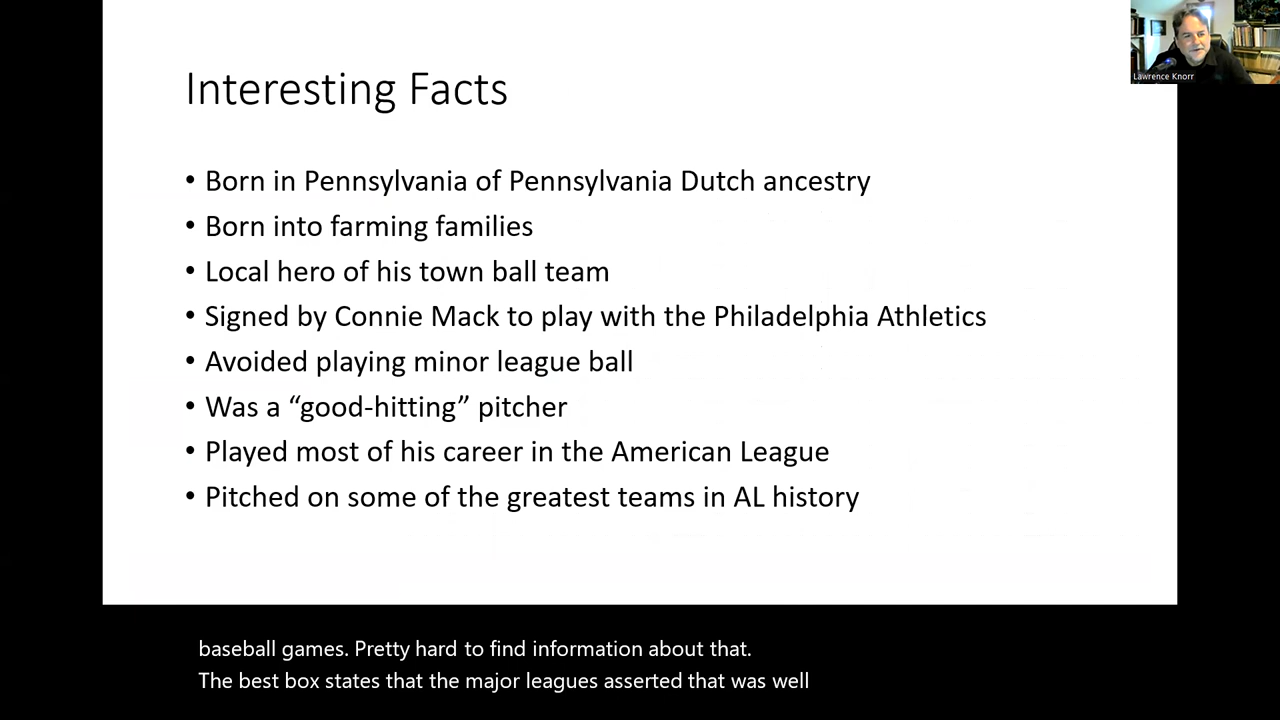 Lawrence Knorr
Interesting Facts
• Born in Pennsylvania of Pennsylvania Dutch ancestry
• Born into farming families
• Local hero of his town ball team
• Signed by Connie Mack to play with the Philadelphia Athletics
• Avoided playing minor league ball
• Was a “good-hitting” pitcher
• Played most of his career in the American League
• Pitched on some of the greatest teams in AL history
baseball games. Pretty hard to find information about that.
The best box states that the major leagues asserted that was well